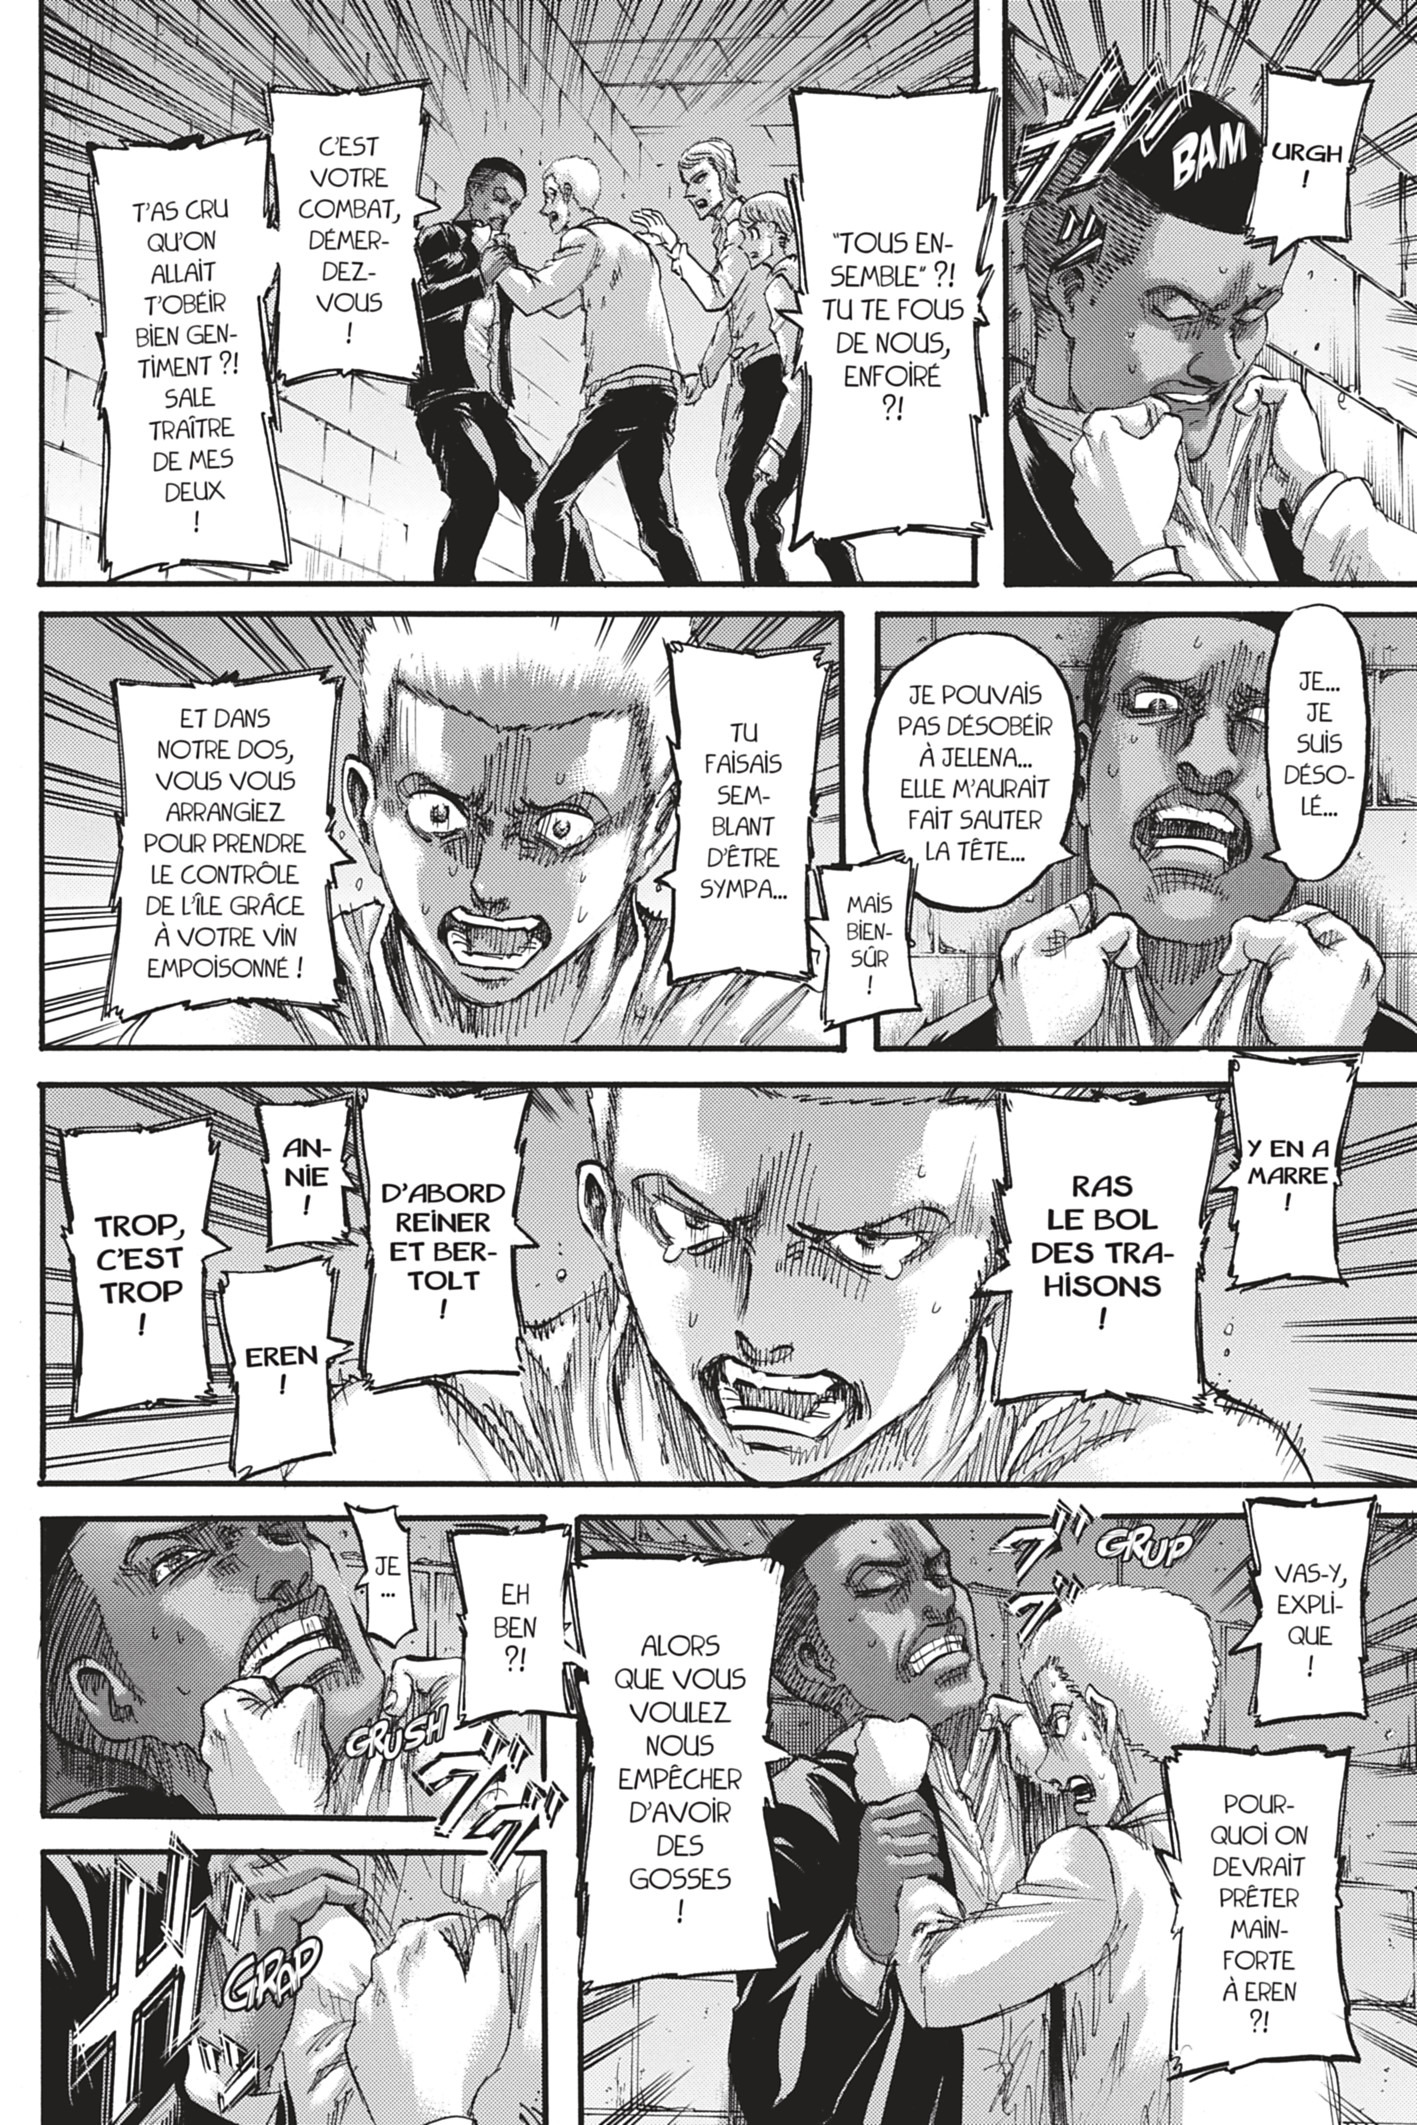 URGH
!
BAM
"TOUS EN-
SEMBLE" ?!
TU TE FOUS
DE NOUS,
ENFOIRÉ
?!
C'EST
VOTRE
COMBAT,
DÉMER-
DEZ-
VOUS
!
T'AS CRU
QU'ON
ALLAIT
T'OBÉIR
BIEN GEN-
TIMENT ?!
SALE
TRAÎTRE
DE MES
DEUX
!
JE...
JE
SUIS
DÉSO-
LÉ...
JE POUVAIS
PAS DÉSOBÉIR
À JELENA...
ELLE M'AURAIT
FAIT SAUTER
LA TÊTE...
MAIS
BIEN-
SÛR
!
TU
FAISAIS
SEM-
BLANT
D'ÊTRE
SYMPA...
ET DANS
NOTRE DOS,
VOUS VOUS
ARRANGIEZ
POUR PRENDRE
LE CONTRÔLE
DE L'ÎLE GRÂCE
À VOTRE VIN
EMPOISONNÉ !
Y EN A
MARRE
!
RAS
LE BOL
DES TRA-
HISONS
!
D'ABORD
REINER
ET BER-
TOLT
!
AN-
NIE
!
EREN
!
TROP,
C'EST
TROP
!
VAS-Y,
EXPLI-
QUE
!
GRUP
ブブ
POUR-
QUOI ON
DEVRAIT
PRÊTER
MAIN-
FORTE
À EREN
?!
ALORS
QUE VOUS
VOULEZ
NOUS
EMPÊCHER
D'AVOIR
DES
GOSSES
!
EH
BEN
?!
JE
...
GRUSH
ググ
GRAP